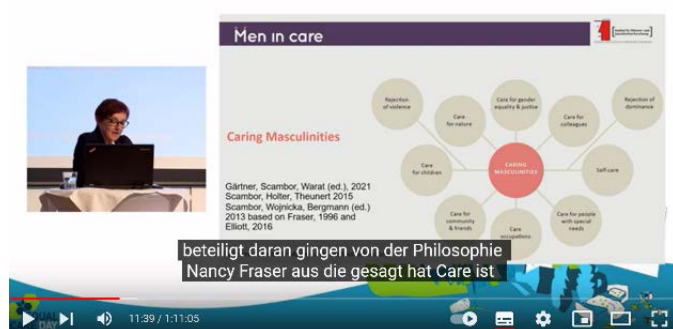 Men in care
Caring Masculinities
Gärtner, Scambor, Warat (ed.), 2021
Scambor, Holter, Theunert 2015
Scambor, Wojnicka, Bergmann (ed.)
2013 based on Fraser, 1996 and
Elliott, 2016
Rejection
of violence
Care
for nature
Care for gender
equality & justice
Care for
colleagues
Rejection of
dominance
Care
for children
CARING
MASCULINITIES
Self-care
Care for
community
& friends
Care
occupations
Care for people
with special
needs
beteiligt daran gingen von der Philosophie
Nancy Fraser aus die gesagt hat Care ist
11:39 / 1:11:05